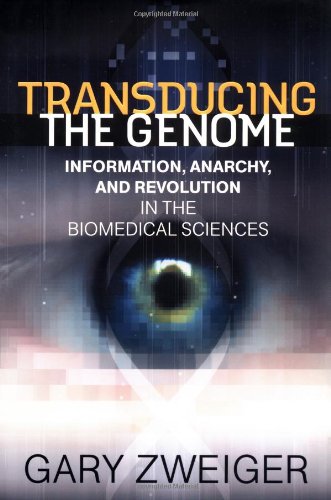 TRANSDUCING
THE GENOME
INFORMATION, ANARCHY,
AND REVOLUTION
IN THE
BIOMEDICAL SCIENCES
GARY ZWEIGER